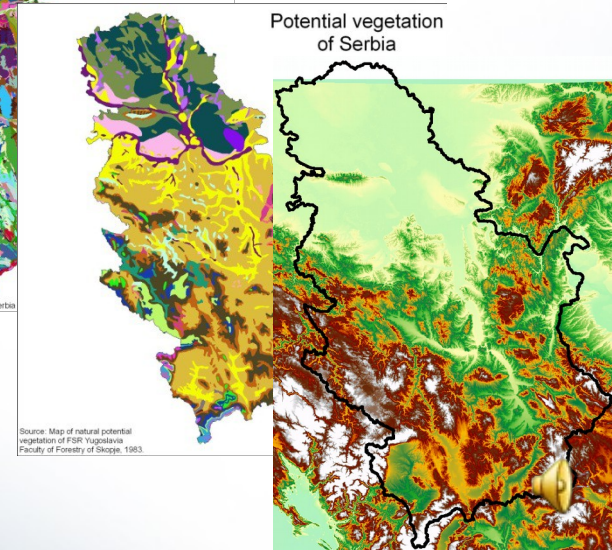 Potential vegetation
of Serbia
erbia
Source: Map of natural potential
vegetation of FSR Yugoslavia
Faculty of Forestry of Skopje, 1983.